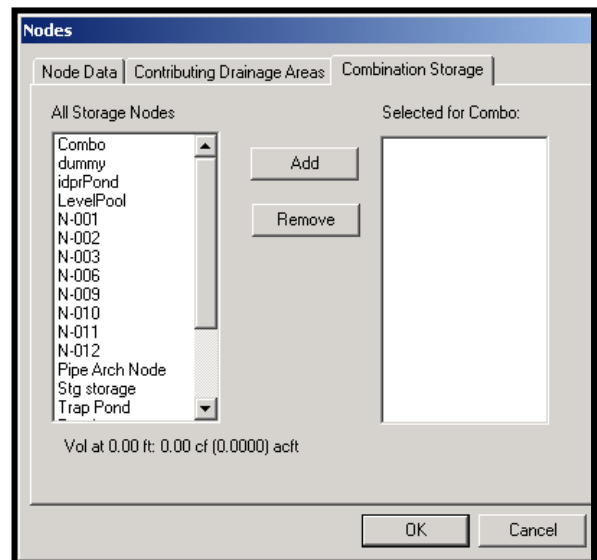 Nodes
Node Data Contributing Drainage Areas Combination Storage
All Storage Nodes
Selected for Combo:
Combo
dummy
idprPond
LevelPool
N-001
N-002
N-003
N-006
N-009
N-010
N-011
N-012
Pipe Arch Node
Stg storage
Trap Pond
Add
Remove
Vol at 0.00 ft: 0.00 cf (0.0000) acft
OK
Cancel